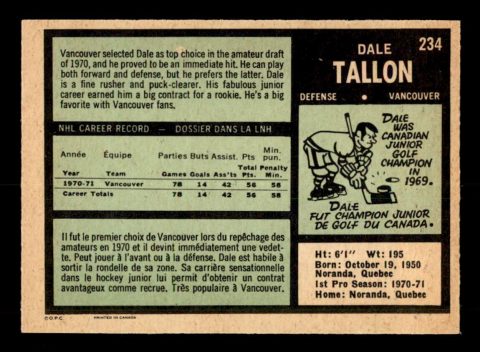 DALE 234
TALLON
DEFENSE • VANCOUVER
Vancouver selected Dale as top choice in the amateur draft
of 1970, and he proved to be an immediate hit. He can play
both forward and defense, but he prefers the latter. Dale
is a fine rusher and puck-clearer. His fabulous
junior career earned him a big contract for a rookie. He's a big
favorite with Vancouver fans.
NHL CAREER RECORD — DOSSIER DANS LA LNH
Année Équipe Parties Buts Assist. Pts Min. pun.
Year Team Games Goals Ass'ts Total Pts Penalty Min.
1970-71 Vancouver 78 14 42 56 58
Career Totals 78 14 42 56 58
Il fut le premier choix de Vancouver lors du repêchage des
amateurs en 1970 et il devint immédiatement une vedet-
te. Peut jouer à l'avant ou à la défense. Dale est habile à
sortir la rondelle de sa zone. Sa carrière sensationnelle
dans le hockey junior lui permit d'obtenir un contrat
avantageux comme recrue. Très populaire à Vancouver.
DALE
WAS
CANADIAN
JUNIOR
GOLF
CHAMPION
IN
1969.
DALE
FUT CHAMPION JUNIOR
DE GOLF DU CANADA.
Ht: 6'1" Wt: 195
Born: October 19, 1950
Noranda, Quebec
1st Pro Season: 1970-71
Home: Noranda, Quebec
©O.P.C. PRINTED IN CANADA